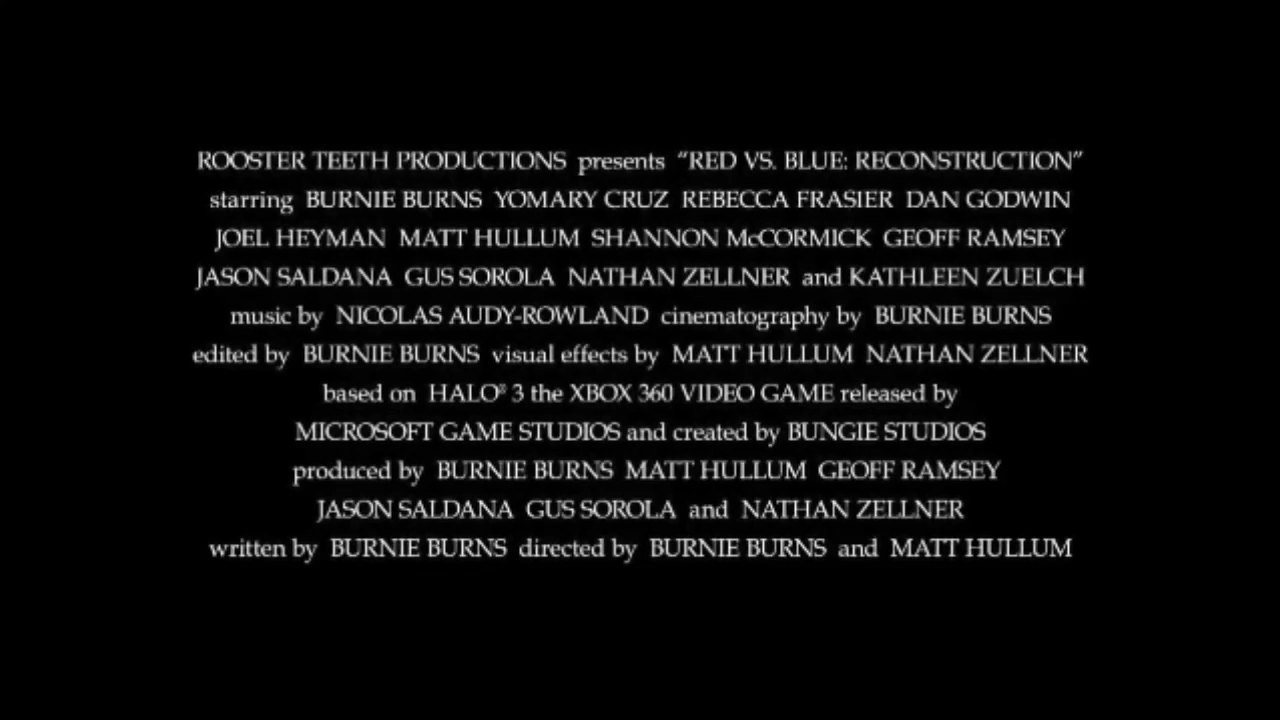 ROOSTER TEETH PRODUCTIONS presents “RED VS. BLUE: RECONSTRUCTION”
starring BURNIE BURNS YOMARY CRUZ REBECCA FRASIER DAN GODWIN
JOEL HEYMAN MATT HULLUM SHANNON McCORMICK GEOFF RAMSEY
JASON SALDANA GUS SOROLA NATHAN ZELLNER and KATHLEEN ZUELCH
music by NICOLAS AUDY-ROWLAND cinematography by BURNIE BURNS
edited by BURNIE BURNS visual effects by MATT HULLUM NATHAN ZELLNER
based on HALO® 3 the XBOX 360 VIDEO GAME released by
MICROSOFT GAME STUDIOS and created by BUNGIE STUDIOS
produced by BURNIE BURNS MATT HULLUM GEOFF RAMSEY
JASON SALDANA GUS SOROLA and NATHAN ZELLNER
written by BURNIE BURNS directed by BURNIE BURNS and MATT HULLUM